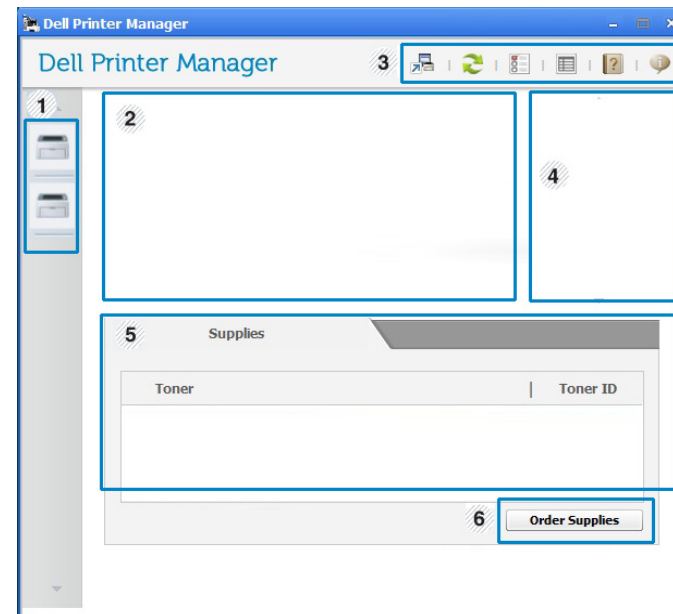 Dell Printer Manager
Dell Printer Manager
3
1
2
4
5 Supplies
Toner | Toner ID
6 Order Supplies